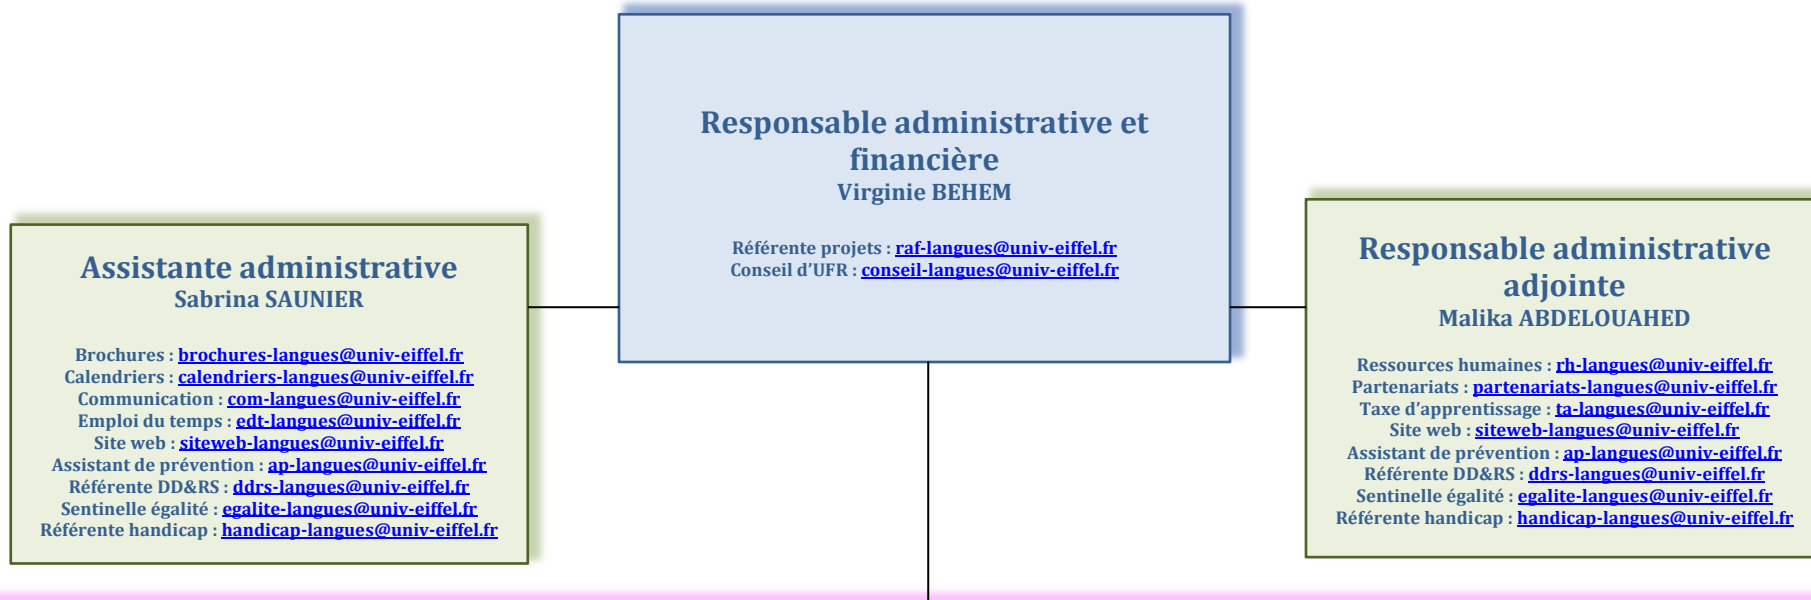 Responsable administrative et
financière
Virginie BEHEM
Référente projets : raf-langues@univ-eiffel.fr
Conseil d’UFR : conseil-langues@univ-eiffel.fr
Assistante administrative
Sabrina SAUNIER
Brochures : brochures-langues@univ-eiffel.fr
Calendriers : calendriers-langues@univ-eiffel.fr
Communication : com-langues@univ-eiffel.fr
Emploi du temps : edt-langues@univ-eiffel.fr
Site web : siteweb-langues@univ-eiffel.fr
Assistant de prévention : ap-langues@univ-eiffel.fr
Référente DD&RS : ddrs-langues@univ-eiffel.fr
Sentinelle égalité : egalite-langues@univ-eiffel.fr
Référente handicap : handicap-langues@univ-eiffel.fr
Responsable administrative
adjointe
Malika ABDELOUAHED
Ressources humaines : rh-langues@univ-eiffel.fr
Partenariats : partenariats-langues@univ-eiffel.fr
Taxe d’apprentissage : ta-langues@univ-eiffel.fr
Site web : siteweb-langues@univ-eiffel.fr
Assistant de prévention : ap-langues@univ-eiffel.fr
Référente DD&RS : ddrs-langues@univ-eiffel.fr
Sentinelle égalité : egalite-langues@univ-eiffel.fr
Référente handicap : handicap-langues@univ-eiffel.fr